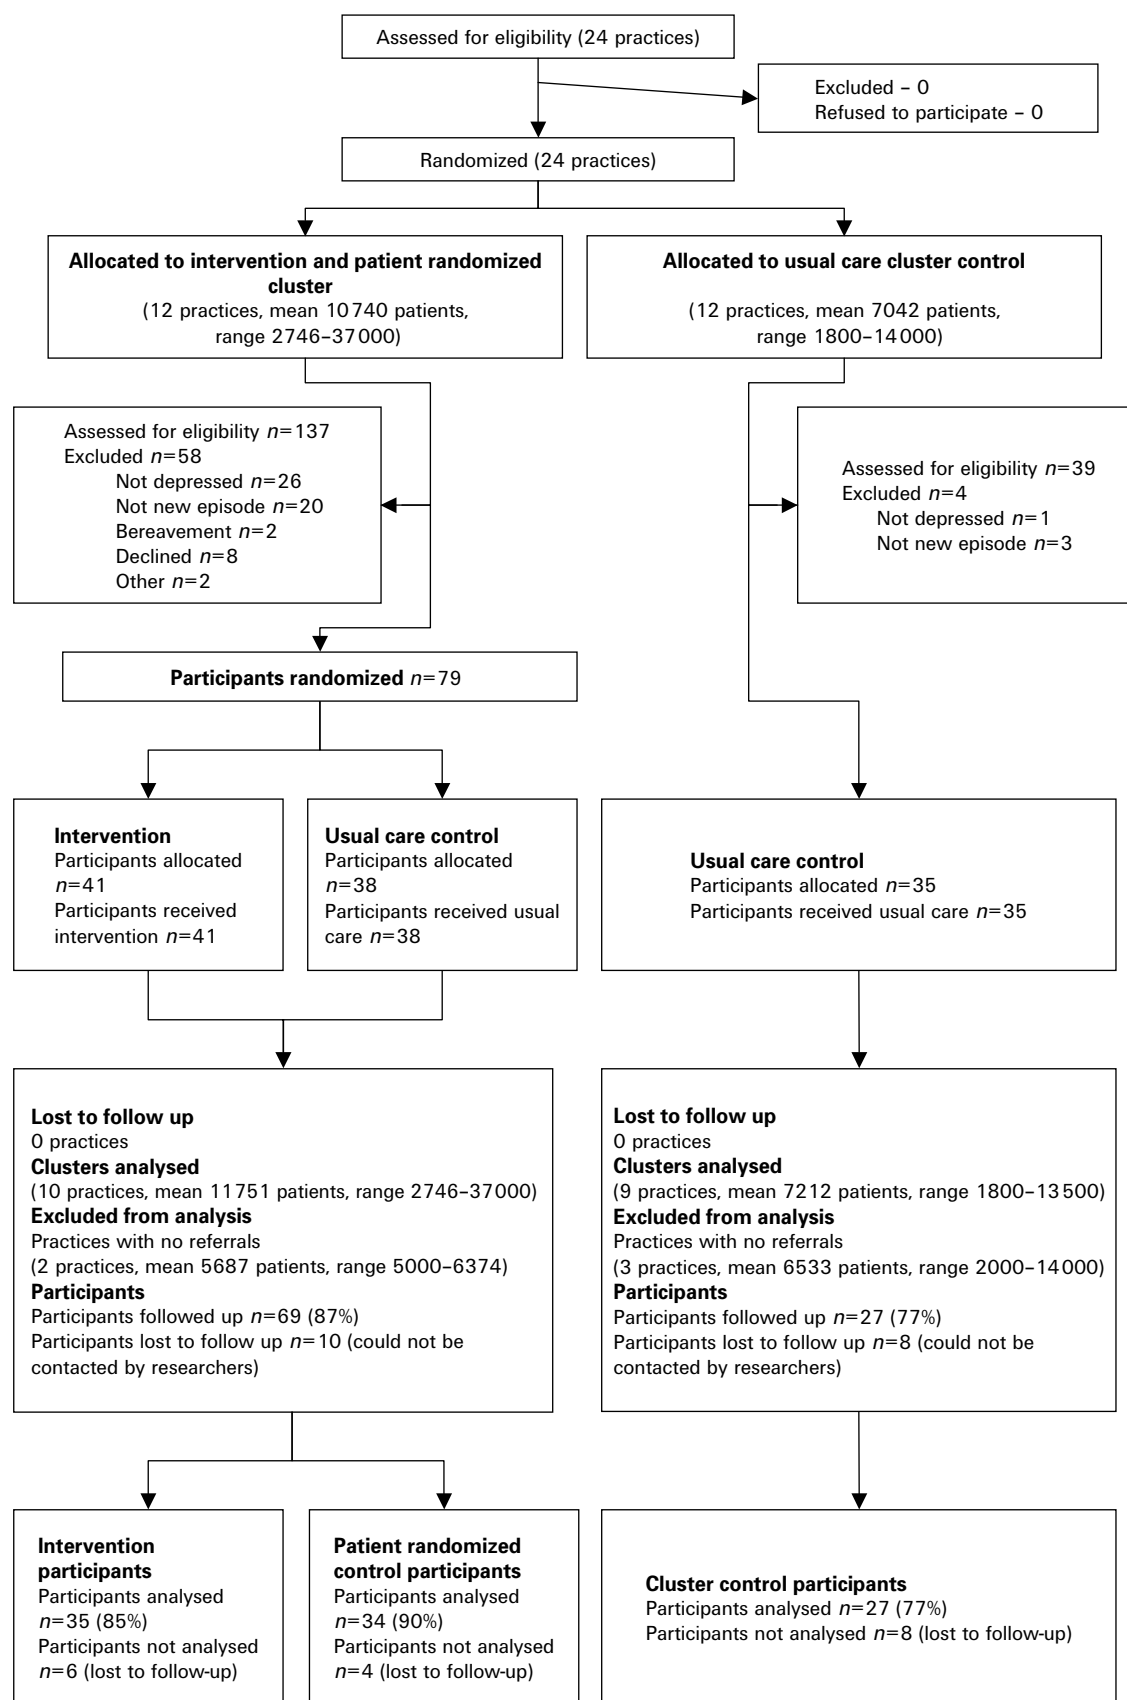 Assessed for eligibility (24 practices)
Excluded – 0
Refused to participate – 0
Randomized (24 practices)
Allocated to intervention and patient randomized
cluster
(12 practices, mean 10 740 patients,
range 2746–37 000)
Allocated to usual care cluster control
(12 practices, mean 7042 patients,
range 1800–14 000)
Assessed for eligibility n=137
Excluded n=58
Not depressed n=26
Not new episode n=20
Bereavement n=2
Declined n=8
Other n=2
Assessed for eligibility n=39
Excluded n=4
Not depressed n=1
Not new episode n=3
Participants randomized n=79
Intervention
Participants allocated
n=41
Participants received
intervention n=41
Usual care control
Participants allocated
n=38
Participants received usual
care n=38
Usual care control
Participants allocated n=35
Participants received usual care n=35
Lost to follow up
0 practices
Clusters analysed
(10 practices, mean 11 751 patients, range 2746–37 000)
Excluded from analysis
Practices with no referrals
(2 practices, mean 5687 patients, range 5000–6374)
Participants
Participants followed up n=69 (87%)
Participants lost to follow up n=10 (could not be
contacted by researchers)
Lost to follow up
0 practices
Clusters analysed
(9 practices, mean 7212 patients, range 1800–13 500)
Excluded from analysis
Practices with no referrals
(3 practices, mean 6533 patients, range 2000–14 000)
Participants
Participants followed up n=27 (77%)
Participants lost to follow up n=8 (could not be
contacted by researchers)
Intervention
participants
Participants analysed
n=35 (85%)
Participants not analysed
n=6 (lost to follow-up)
Patient randomized
control participants
Participants analysed
n=34 (90%)
Participants not analysed
n=4 (lost to follow-up)
Cluster control participants
Participants analysed n=27 (77%)
Participants not analysed n=8 (lost to follow-up)